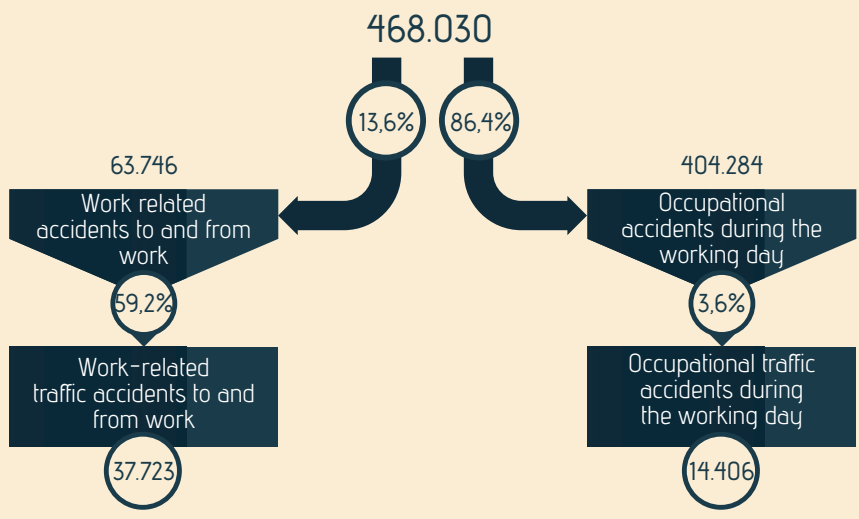 468.030
13,6%
86,4%
63.746
Work related
accidents to and from
work
59,2%
Work-related
traffic accidents to and
from work
37.723
404.284
Occupational
accidents during the
working day
3,6%
Occupational traffic
accidents during
the working day
14.406